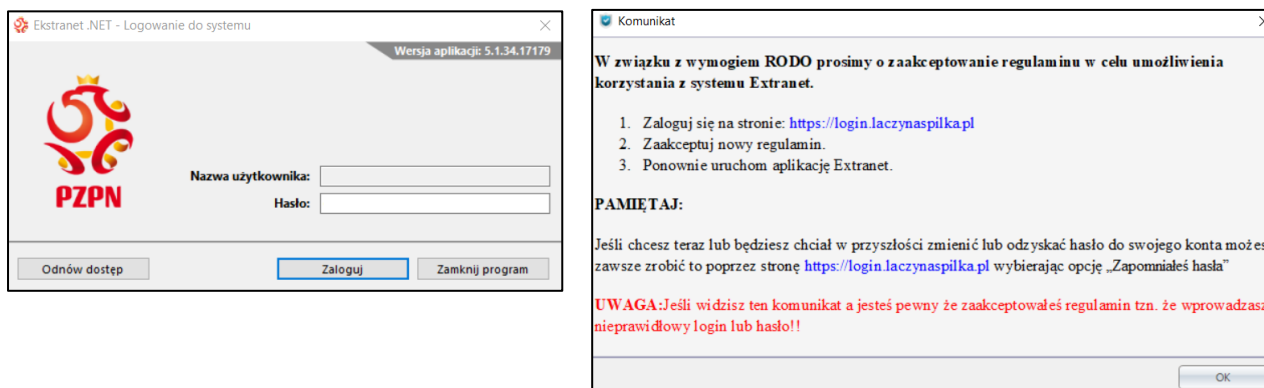 Ekstranet .NET - Logowanie do systemu
Wersja aplikacji: 5.1.34.17179
PZPN
Nazwa użytkownika:
Hasło:
Odnów dostęp
Zaloguj
Zamknij program
Komunikat
W związku z wymogiem RODO prosimy o zaakceptowanie regulaminu w celu umożliwienia
korzystania z systemu Extranet.
1. Zaloguj się na stronie: https://login.laczynaspilka.pl
2. Zaakceptuj nowy regulamin.
3. Ponownie uruchom aplikację Extranet.
PAMIĘTAJ:
Jeśli chcesz teraz lub będziesz chciał w przyszłości zmienić lub odzyskać hasło do swojego konta możes
zawsze zrobić to poprzez stronę https://login.laczynaspilka.pl wybierając opcję „Zapomniałeś hasła”
UWAGA:Jeśli widzisz ten komunikat a jesteś pewny że zaakceptowałeś regulamin tzn. że wprowadzasz
nieprawidłowy login lub hasło!!
OK